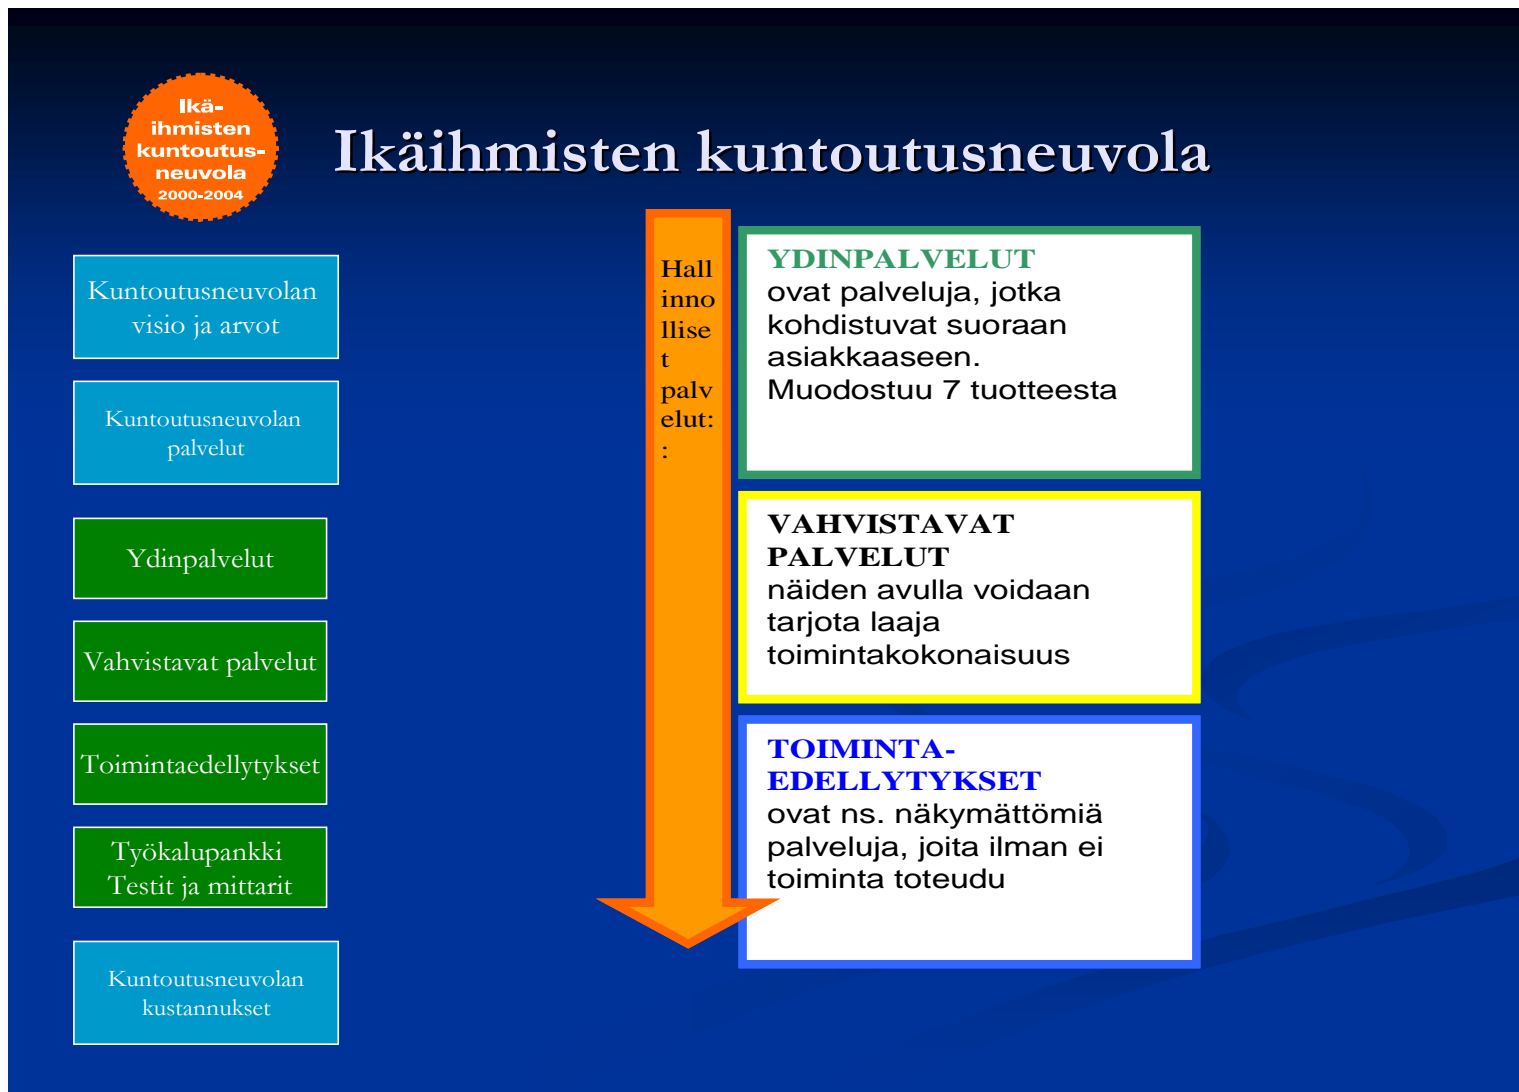 Ikä-
ihmisten
kuntoutus-
neuvola
2000-2004
Ikäihmisten kuntoutusneuvola
Kuntoutusneuvolan
visio ja arvot
Kuntoutusneuvolan
palvelut
Ydinpalvelut
Vahvistavat palvelut
Toimintaedellytykset
Työkalupankki
Testit ja mittarit
Kuntoutusneuvolan
kustannukset
Hall
inno
llise
t
palv
elut:
:
YDINPALVELUT
ovat palveluja, jotka
kohdistuvat suoraan
asiakkaaseen.
Muodostuu 7 tuotteesta
VAHVISTAVAT
PALVELUT
näiden avulla voidaan
tarjota laaja
toimintakokonaisuus
TOIMINTA-
EDELLYTYKSET
ovat ns. näkymättömiä
palveluja, joita ilman ei
toiminta toteudu